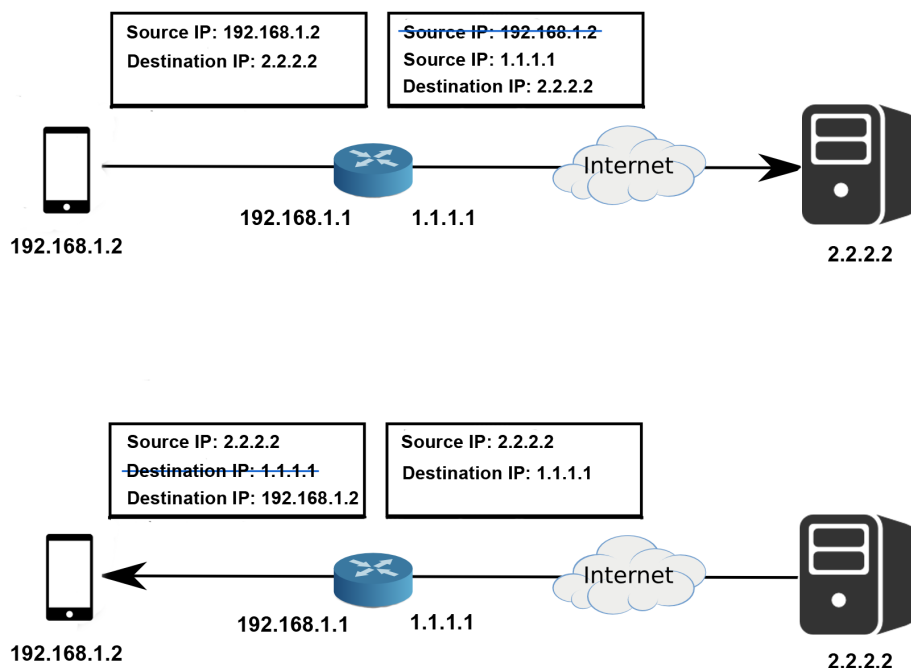 Source IP: 192.168.1.2
Destination IP: 2.2.2.2
Source IP: 192.168.1.2
Source IP: 1.1.1.1
Destination IP: 2.2.2.2
Internet
192.168.1.1
1.1.1.1
192.168.1.2
2.2.2.2
Source IP: 2.2.2.2
Destination IP: 1.1.1.1
Destination IP: 192.168.1.2
Source IP: 2.2.2.2
Destination IP: 1.1.1.1
Internet
192.168.1.1
1.1.1.1
192.168.1.2
2.2.2.2